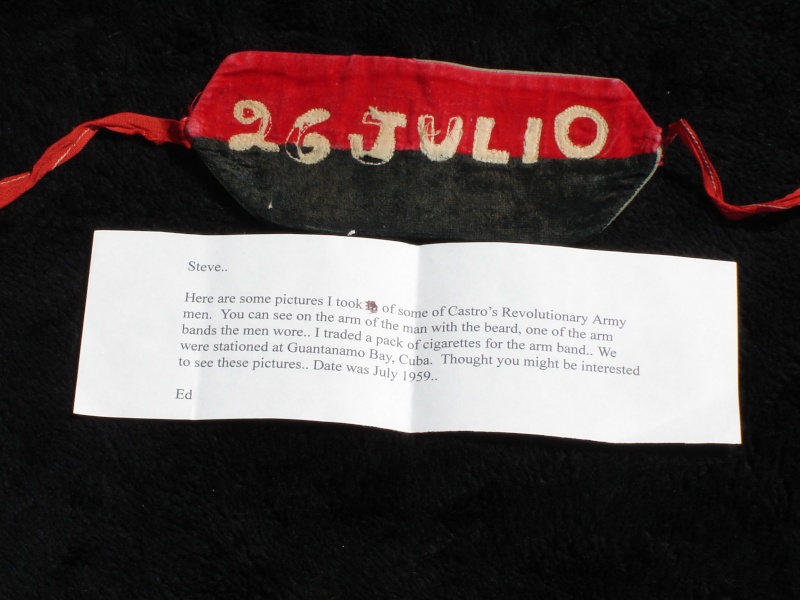 26 JULIO
Steve..
Here are some pictures I took of some of Castro's Revolutionary Army
men. You can see on the arm of the man with the beard, one of the arm
bands the men wore.. I traded a pack of cigarettes for the arm band.. We
were stationed at Guantanamo Bay, Cuba. Thought you might be interested
to see these pictures.. Date was July 1959..
Ed